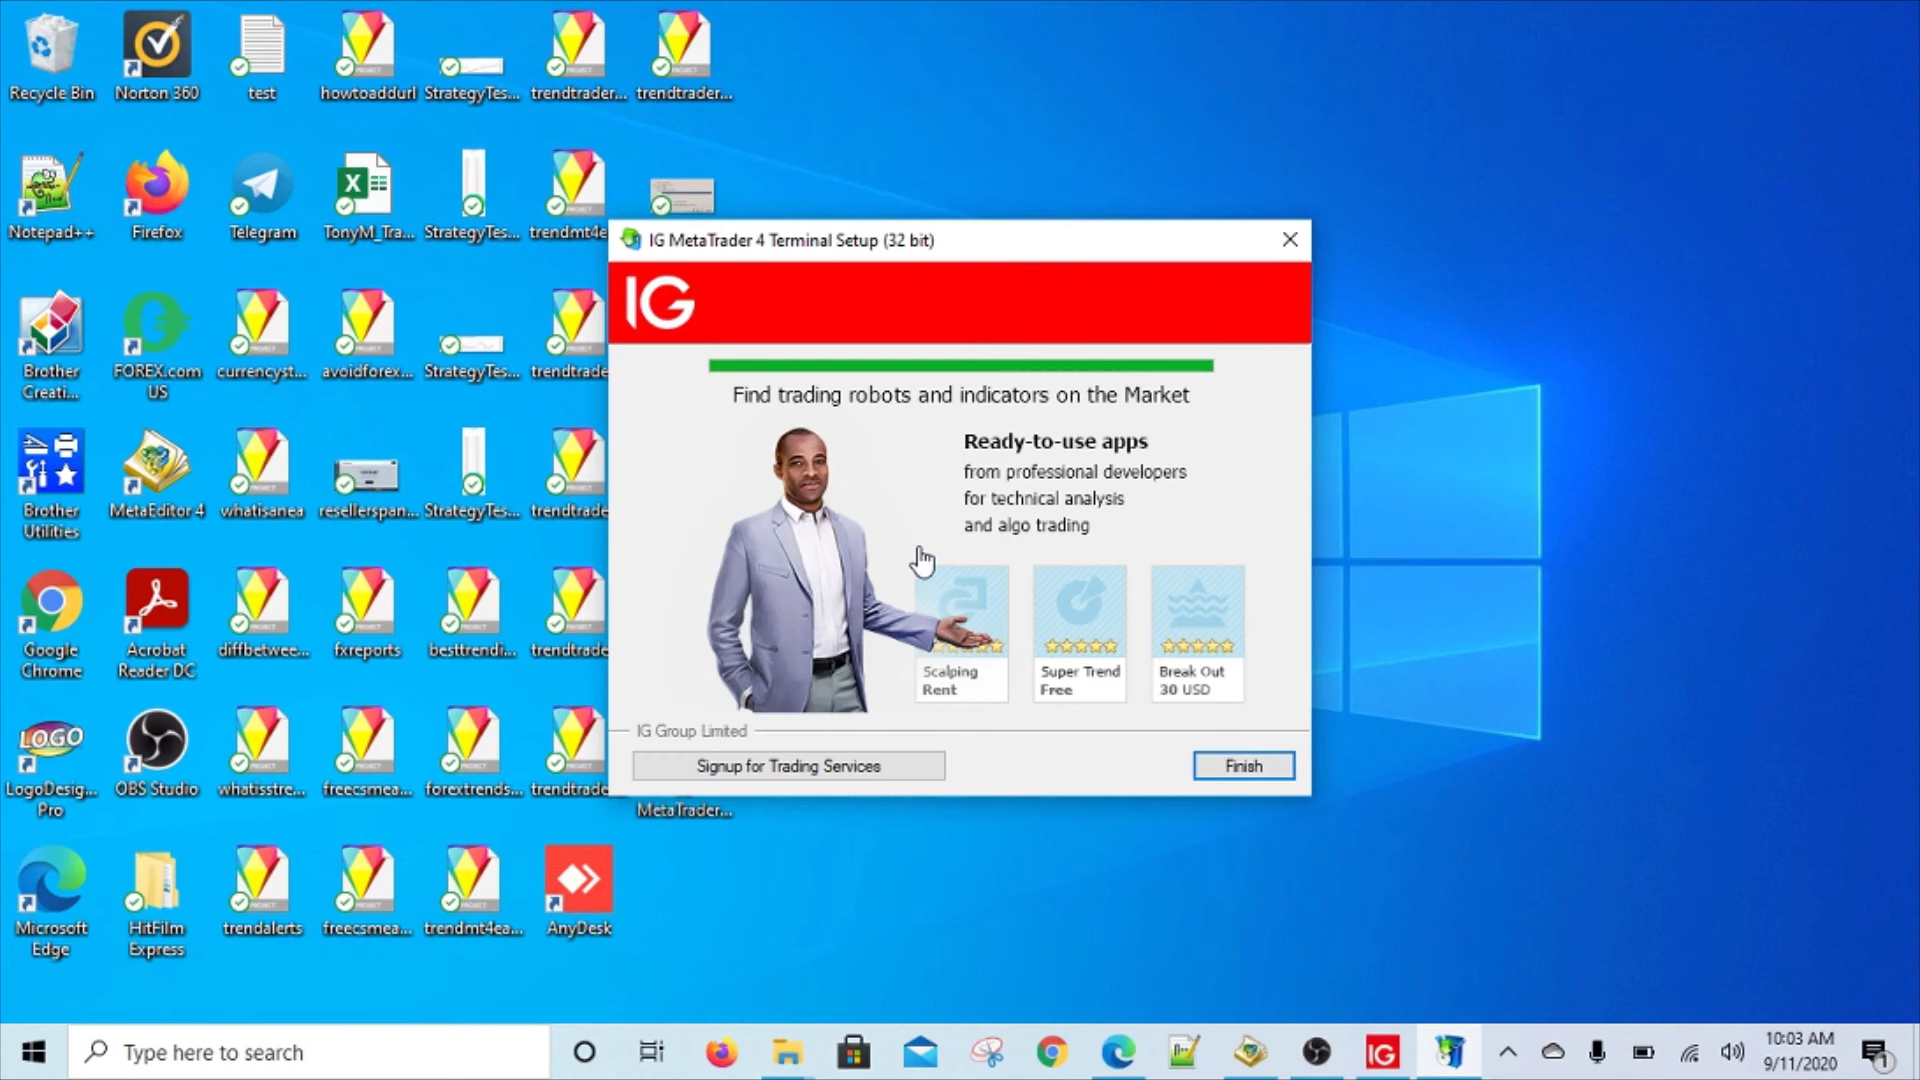 Recycle Bin
Norton 360
test
howtoaddurl
StrategyTes...
trendtrader...
trendtrader...
Notepad++
Firefox
Telegram
TonyM_Tra...
StrategyTes...
trendmt4e
Brother
Creati...
FOREX.com
US
currencyst...
avoidforex...
StrategyTes...
trendtrade
Brother
Utilities
MetaEditor 4
whatisanea
resellerspan...
StrategyTes...
trendtrade
Google
Chrome
Acrobat
Reader DC
diffbetwee...
fxreports
besttrendi...
trendtrade
LOGO
LogoDesig...
Pro
OBS Studio
whatisstre...
freecsmea...
forextrends...
trendtrade
MetaTrader...
Microsoft
Edge
HitFilm
Express
trendalerts
freecsmea...
trendmt4ea...
AnyDesk
IG MetaTrader 4 Terminal Setup (32 bit)
IG
Find trading robots and indicators on the Market
Ready-to-use apps
from professional developers
for technical analysis
and algo trading
Scalping
Rent
Super Trend
Free
Break Out
30 USD
IG Group Limited
Signup for Trading Services
Finish
Type here to search
IG
10:03 AM
9/11/2020
1